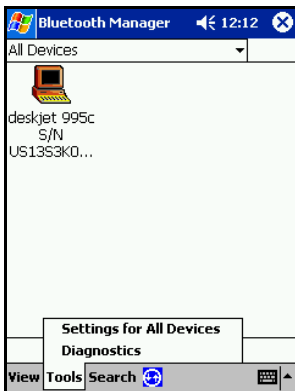 Bluetooth Manager 12:12
All Devices
deskjet 995c
S/N
US13S3K0...
Settings for All Devices
Diagnostics
View Tools Search